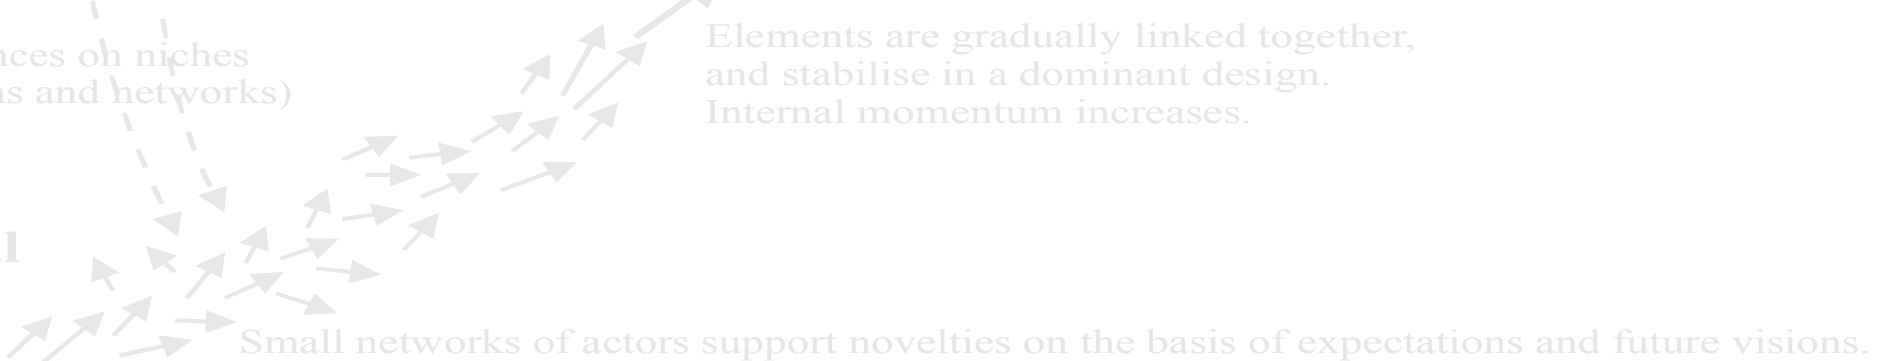 Elements are gradually linked together,
and stabilise in a dominant design.
Internal momentum increases.
on niches
and networks)
Small networks of actors support novelties on the basis of expectations and future visions.